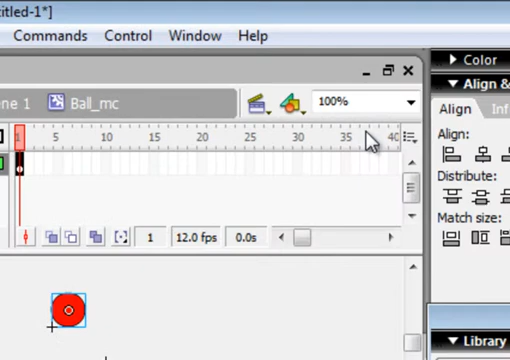 titled-1*]
Commands Control Window Help
Color
ne 1 Ball_mc 100%
Align &
Align Inf
1 5 10 15 20 25 30 35 40
Align:
Distribute:
Match size:
1 12.0 fps 0.0s
Library